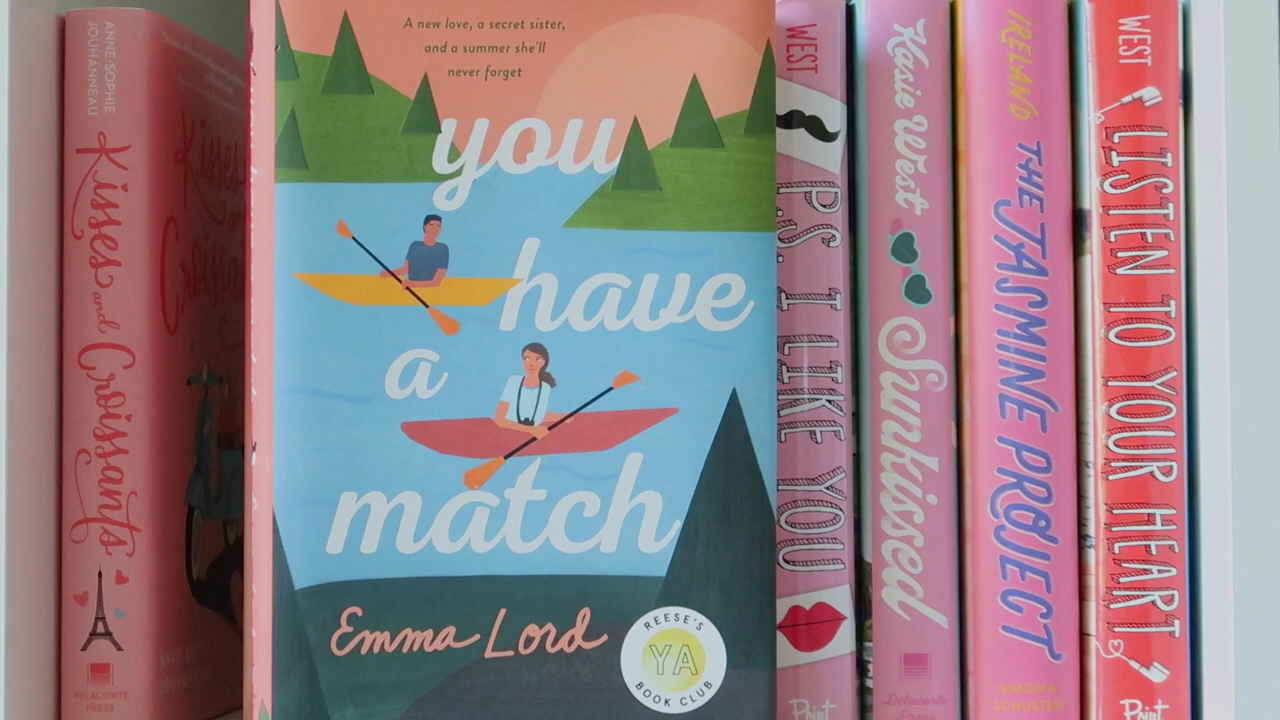 ANNE-SOPHIE
JOUHANNEAU
Kisses and Croissants
DELACORTE
PRESS
A new love, a secret sister,
and a summer she'll
never forget
you
have
a
match
Emma Lord
REESE'S
YA
BOOK CLUB
WEST
P.S. I LIKE YOU
Point
Kasie West
Sunkissed
Delacorte
Press
IRELAND
THE JASMINE PROJECT
SIMON &
SCHUSTER
WEST
LISTEN TO YOUR HEART
Point